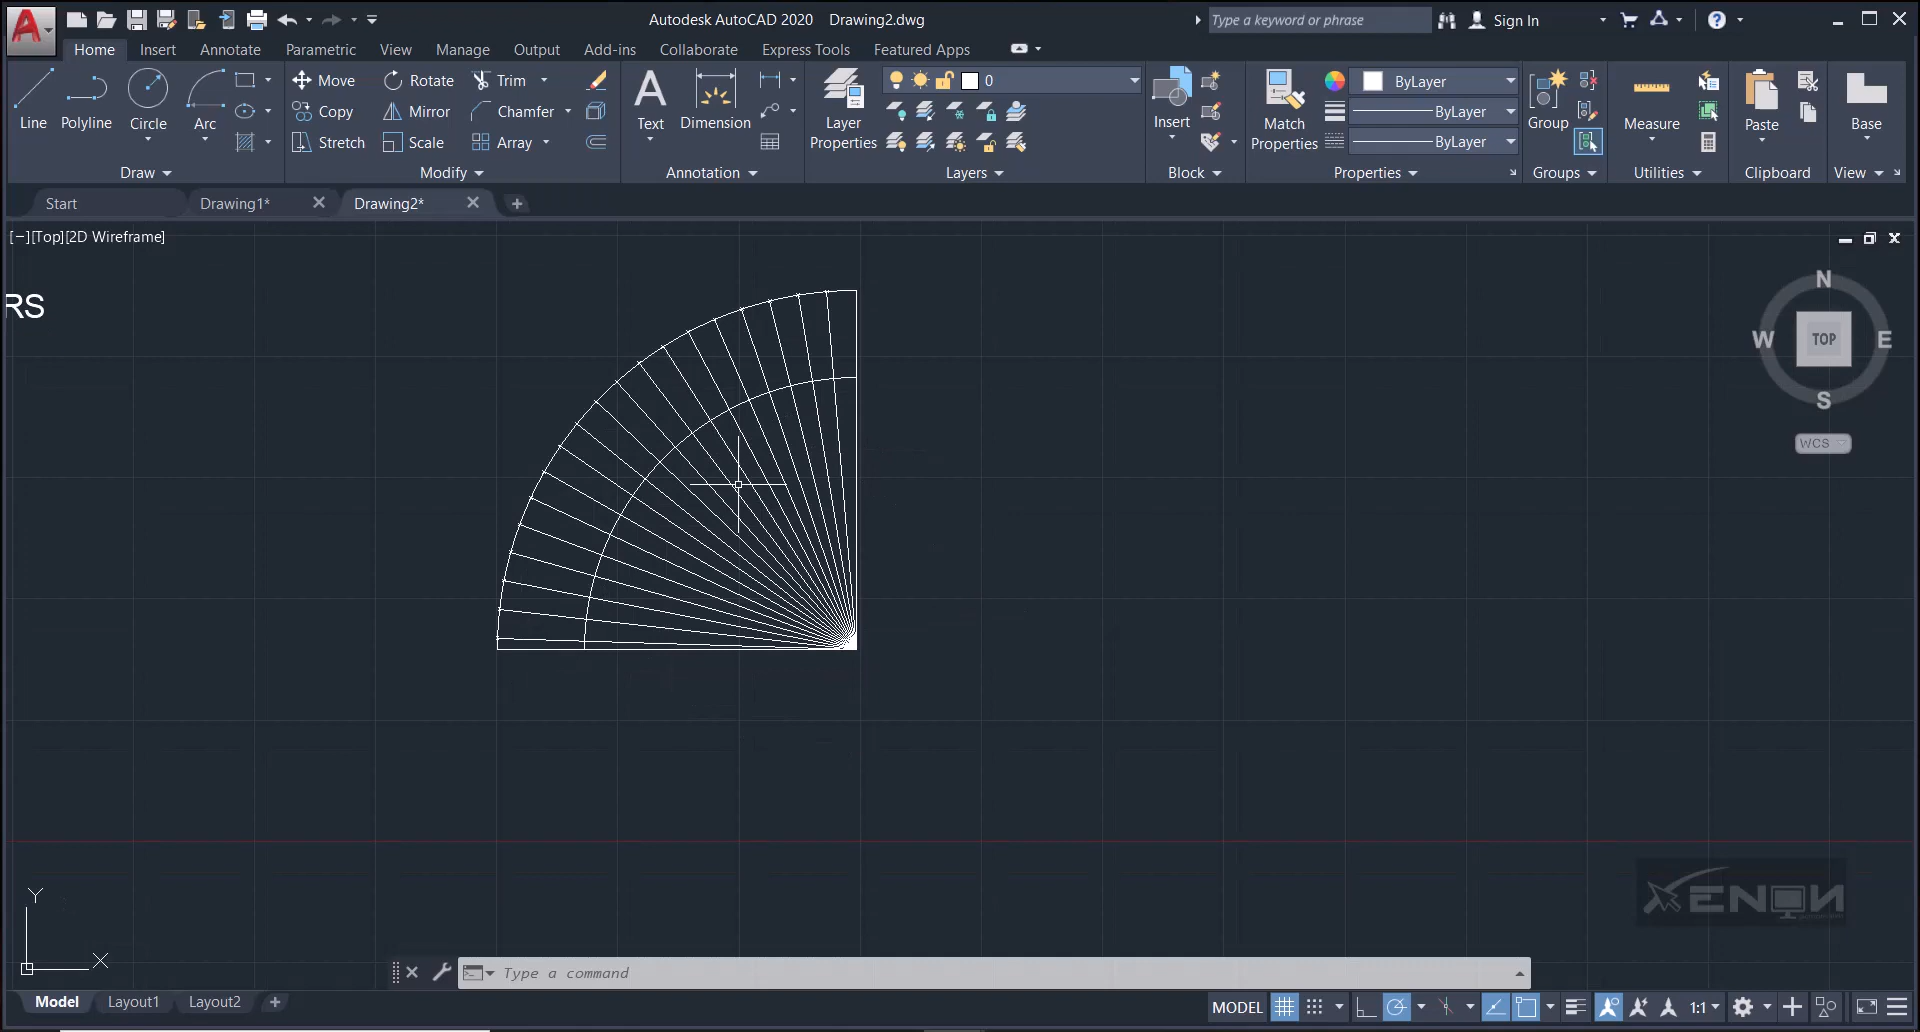 Autodesk AutoCAD 2020 Drawing2.dwg
Type a keyword or phrase
Sign In
Home Insert Annotate Parametric View Manage Output Add-ins Collaborate Express Tools Featured Apps
Line Polyline Circle Arc
Move Rotate Trim
Copy Mirror Chamfer
Stretch Scale Array
Text Dimension
Layer Properties
0
Insert
Match Properties
ByLayer
ByLayer
ByLayer
Group Measure Paste Base
Draw Modify Annotation Layers Block Properties Groups Utilities Clipboard View
Start Drawing1* Drawing2*
[−][Top][2D Wireframe]
RS
N
W TOP E
S
WCS
Y
X
XENON
Type a command
Model Layout1 Layout2
MODEL 1:1